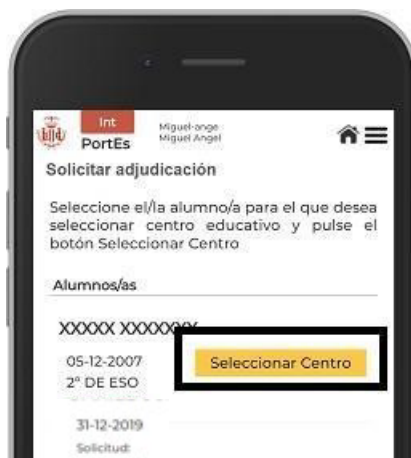 Int
PortEs
Miguel-ange
Miguel Angel
Solicitar adjudicación
Seleccione el/la alumno/a para el que desea
seleccionar centro educativo y pulse el
botón Seleccionar Centro
Alumnos/as
XXXXX XXXXXXX
05-12-2007
Seleccionar Centro
2º DE ESO
31-12-2019
Solicitud: